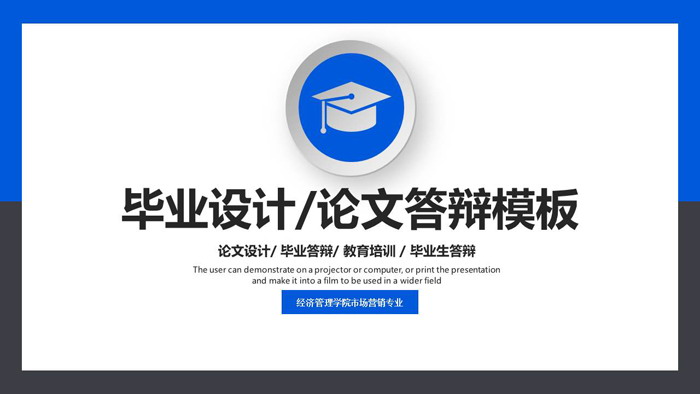 毕业设计/论文答辩模板
论文设计/ 毕业答辩/ 教育培训 / 毕业生答辩
The user can demonstrate on a projector or computer, or print the presentation
and make it into a film to be used in a wider field
经济管理学院市场营销专业